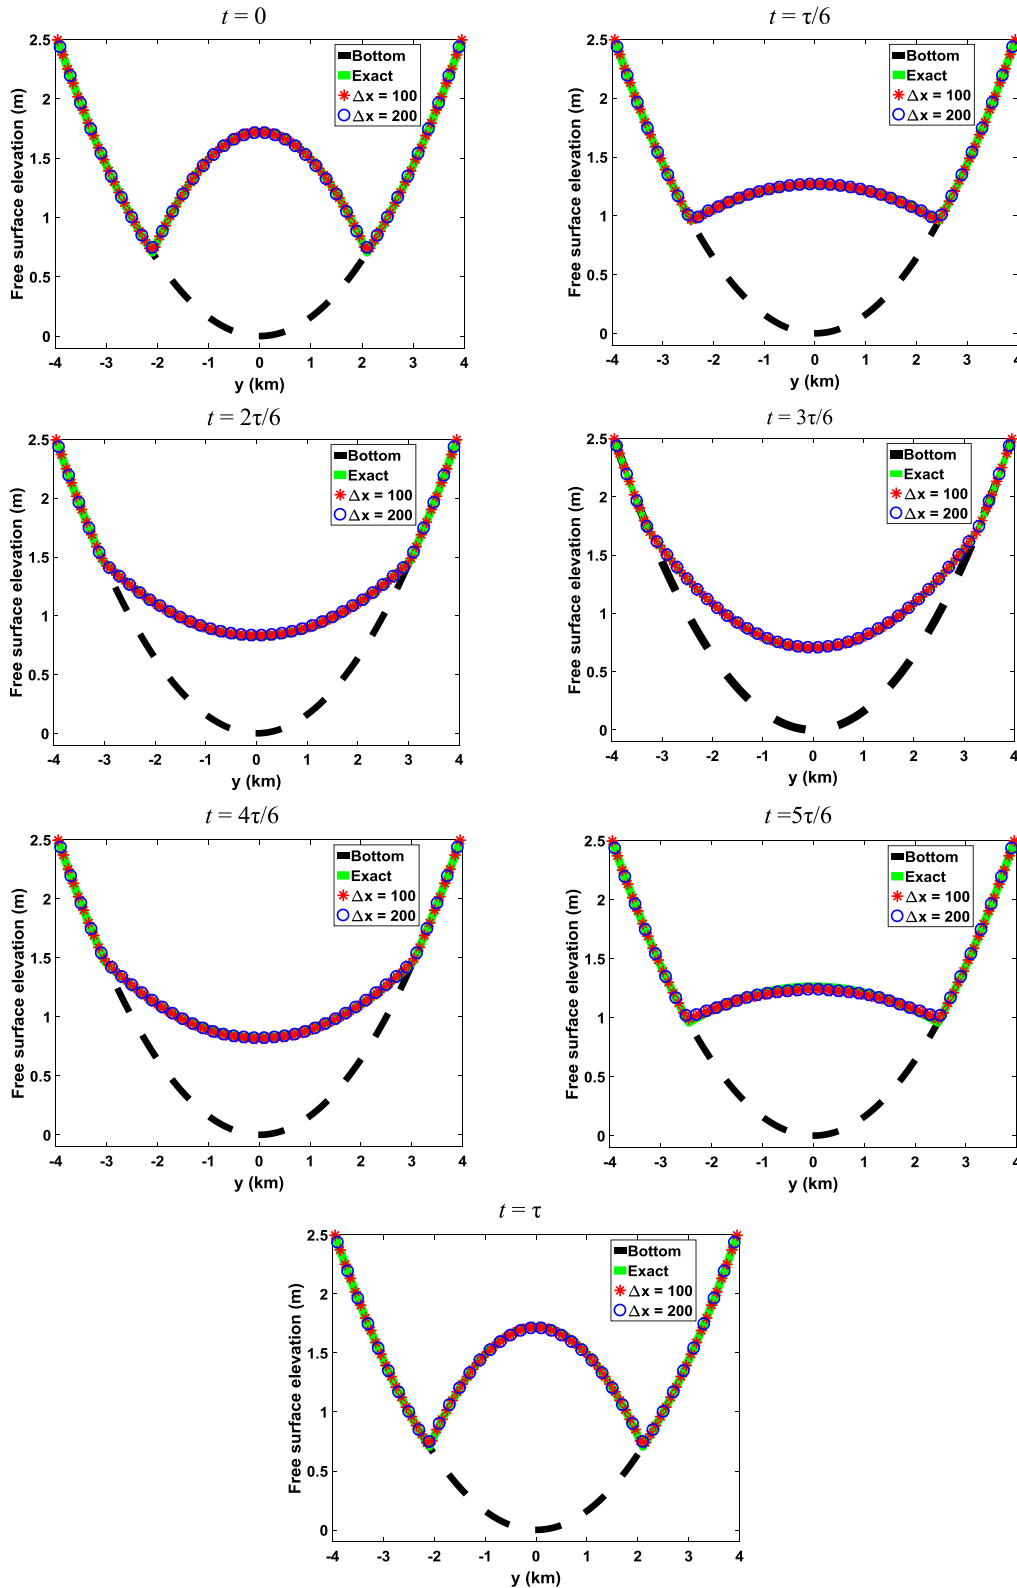 t = 0
Free surface elevation (m)
2.5
2
1.5
1
0.5
0
Bottom
Exact
Δx = 100
Δx = 200
-4 -3 -2 -1 0 1 2 3 4
y (km)
t = τ/6
Free surface elevation (m)
2.5
2
1.5
1
0.5
0
Bottom
Exact
Δx = 100
Δx = 200
-4 -3 -2 -1 0 1 2 3 4
y (km)
t = 2τ/6
Free surface elevation (m)
2.5
2
1.5
1
0.5
0
Bottom
Exact
Δx = 100
Δx = 200
-4 -3 -2 -1 0 1 2 3 4
y (km)
t = 3τ/6
Free surface elevation (m)
2.5
2
1.5
1
0.5
0
Bottom
Exact
Δx = 100
Δx = 200
-4 -3 -2 -1 0 1 2 3 4
y (km)
t = 4τ/6
Free surface elevation (m)
2.5
2
1.5
1
0.5
0
Bottom
Exact
Δx = 100
Δx = 200
-4 -3 -2 -1 0 1 2 3 4
y (km)
t =5τ/6
Free surface elevation (m)
2.5
2
1.5
1
0.5
0
Bottom
Exact
Δx = 100
Δx = 200
-4 -3 -2 -1 0 1 2 3 4
y (km)
t = τ
Free surface elevation (m)
2.5
2
1.5
1
0.5
0
Bottom
Exact
Δx = 100
Δx = 200
-4 -3 -2 -1 0 1 2 3 4
y (km)